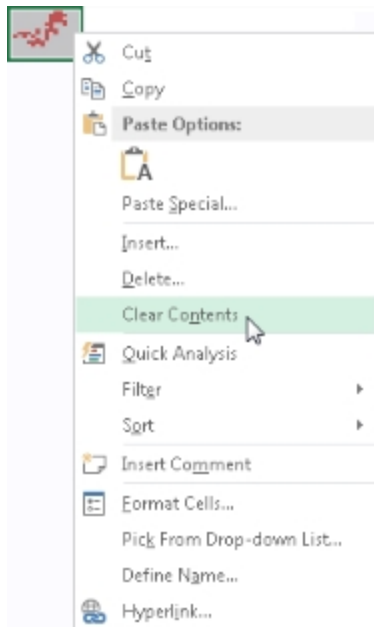 Cut
Copy
Paste Options:
A
Paste Special...
Insert...
Delete...
Clear Contents
Quick Analysis
Filter
Sort
Insert Comment
Format Cells...
Pick From Drop-down List...
Define Name...
Hyperlink...